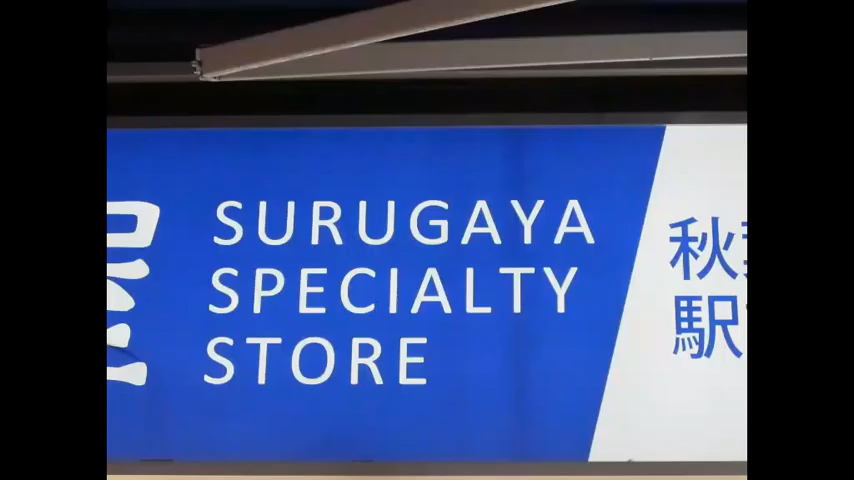 SURUGAYA
SPECIALTY
STORE
秋
駅